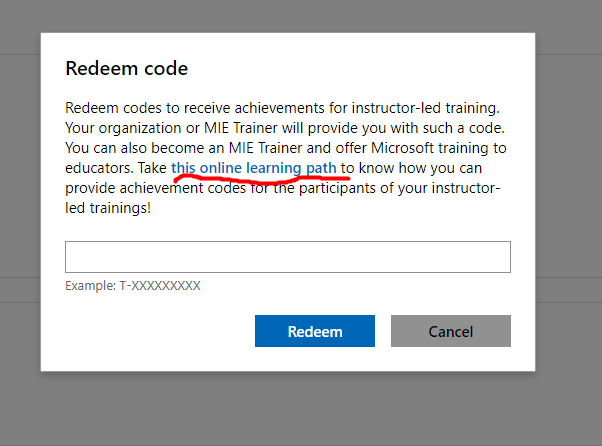 Redeem code
Redeem codes to receive achievements for instructor-led training.
Your organization or MIE Trainer will provide you with such a code.
You can also become an MIE Trainer and offer Microsoft training to
educators. Take this online learning path to know how you can
provide achievement codes for the participants of your instructor-
led trainings!
Example: T-XXXXXXXXX
Redeem Cancel